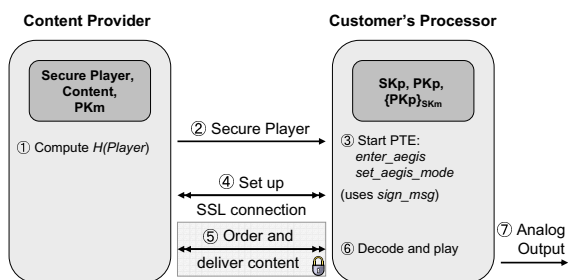 Content Provider
Customer's Processor
Secure Player,
Content,
PKm
① Compute H(Player)
② Secure Player
④ Set up
SSL connection
⑤ Order and
deliver content
SKp, PKp,
{PKp}SKm
③ Start PTE:
enter_aegis
set_aegis_mode
(uses sign_msg)
⑥ Decode and play
⑦ Analog
Output